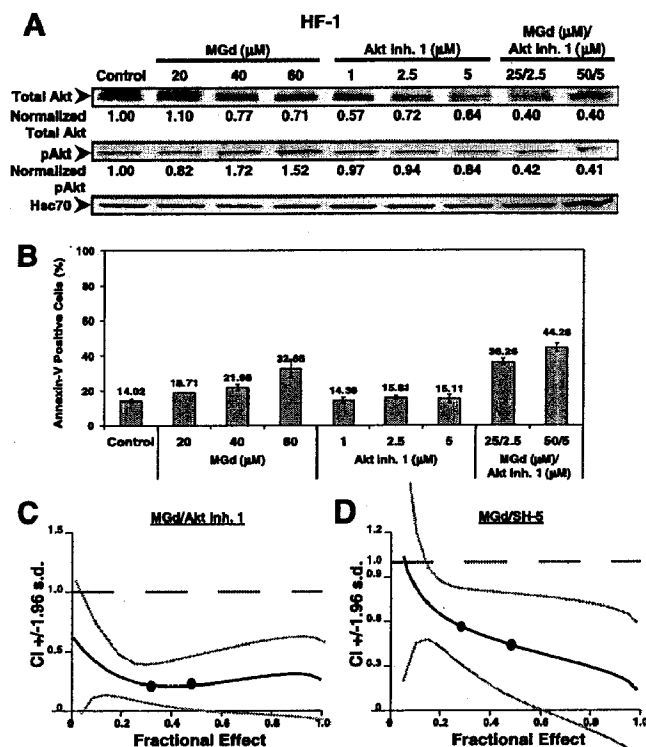 A
HF-1
MGd (µM)
Akt Inh. 1 (µM)
MGd (µM)/
Akt Inh. 1 (µM)
Control 20 40 60 1 2.5 5 25/2.5 50/5
Total Akt
Normalized 1.00 1.10 0.77 0.71 0.57 0.72 0.64 0.40 0.40
Total Akt
pAkt
Normalized 1.00 0.82 1.72 1.52 0.97 0.94 0.84 0.42 0.41
pAkt
Hsc70
B
Annexin-V Positive Cells (%)
100
80
60
40
20
0
14.02 18.71 21.98 14.39 15.11 36.26 44.28
Control 20 40 60 1 2.5 5 25/2.5 50/5
MGd (µM)
Akt Inh. 1 (µM)
MGd (µM)/
Akt Inh. 1 (µM)
C
MGd/Akt Inh. 1
CI +/-1.96 s.d.
1.5
1.0
0.5
0
0 0.2 0.4 0.6 0.8 1.0
Fractional Effect
D
MGd/SH-5
CI +/-1.96 s.d.
1.2
1.0
0.9
0.6
0.3
0
0 0.2 0.4 0.6 0.8 1.0
Fractional Effect